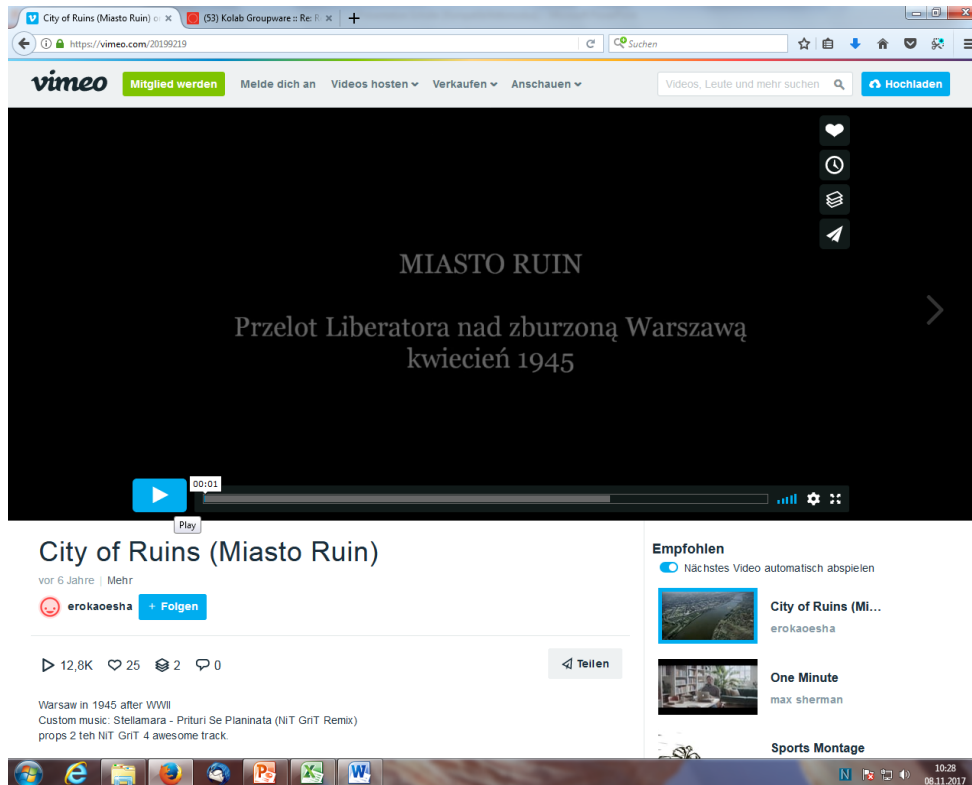 City of Ruins (Miasto Ruin) o
(53) Kolab Groupware :: Re: R
https://vimeo.com/20199219
Suchen
vimeo
Mitglied werden
Melde dich an
Videos hosten
Verkaufen
Anschauen
Videos, Leute und mehr suchen
Hochladen
MIASTO RUIN
Przelot Liberatora nad zburzoną Warszawą
kwiecień 1945
00:01
Play
City of Ruins (Miasto Ruin)
vor 6 Jahre | Mehr
erokaoesha
+ Folgen
12,8K 25 2 0
Teilen
Warsaw in 1945 after WWII
Custom music: Stellamara - Prituri Se Planinata (NiT GriT Remix)
props 2 teh NiT GriT 4 awesome track.
Empfohlen
Nächstes Video automatisch abspielen
City of Ruins (Mi...
erokaoesha
One Minute
max sherman
Sports Montage
10:28
08.11.2017